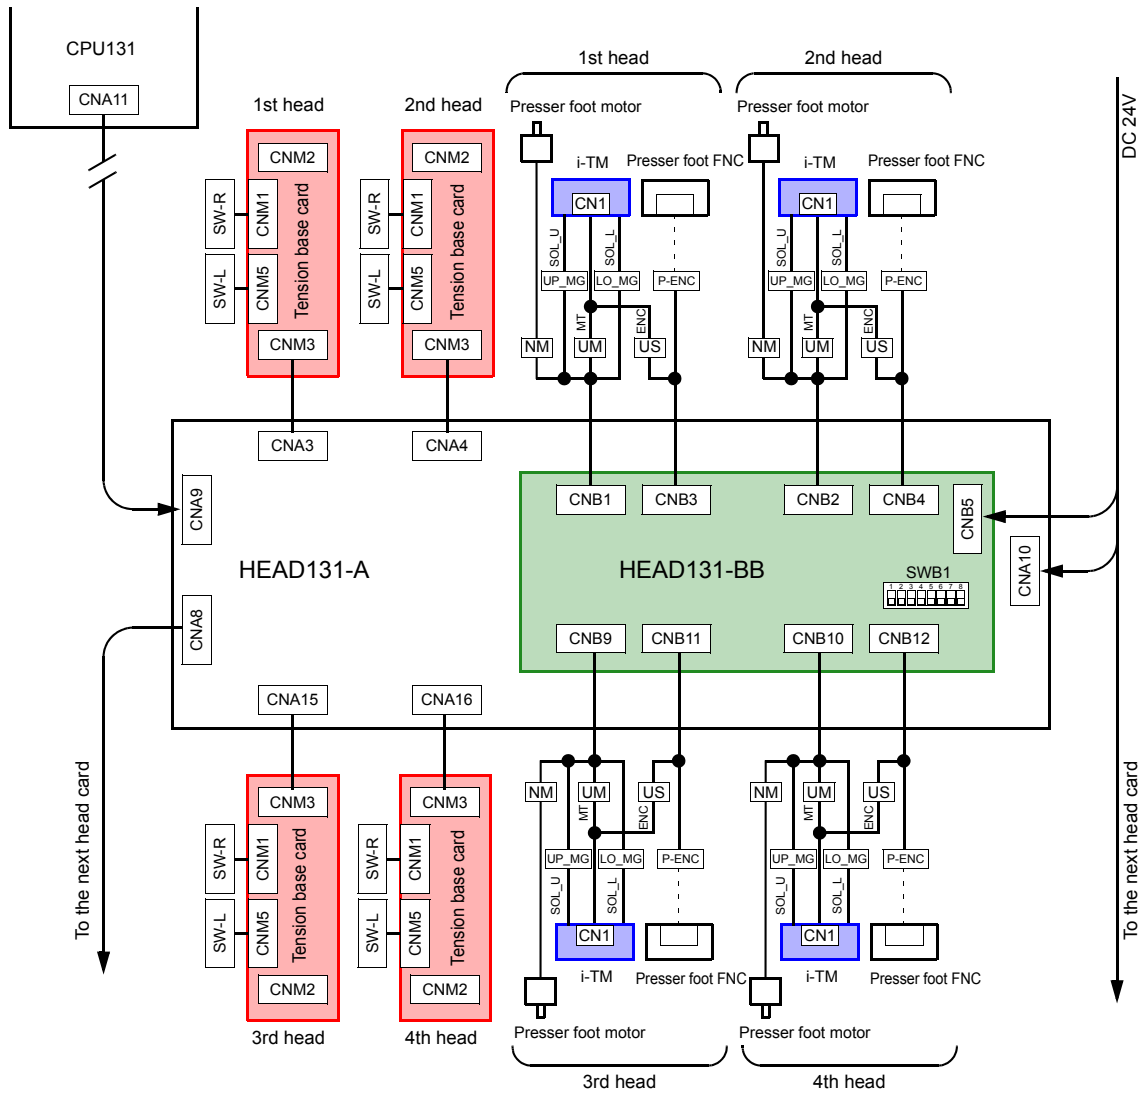 CPU131
CNA11
1st head
2nd head
1st head
2nd head
DC 24V
Presser foot motor
Presser foot motor
i-TM
Presser foot FNC
i-TM
Presser foot FNC
CNM2
CNM2
SW-R
CNM1
SW-L
CNM5
Tension base card
CNM3
SW-R
CNM1
SW-L
CNM5
Tension base card
CNM3
CN1
SOL_U
SOL_L
UP_MG
LO_MG
P-ENC
MT
ENC
NM
UM
US
CN1
SOL_U
SOL_L
UP_MG
LO_MG
P-ENC
MT
ENC
NM
UM
US
CNA3
CNA4
CNA9
CNB1
CNB3
CNB2
CNB4
CNB5
HEAD131-A
HEAD131-BB
SWB1
1 2 3 4 5 6 7 8
CNA10
CNA8
CNB9
CNB11
CNB10
CNB12
CNA15
CNA16
To the next head card
To the next head card
CNM3
SW-R
CNM1
SW-L
CNM5
Tension base card
CNM2
CNM3
SW-R
CNM1
SW-L
CNM5
Tension base card
CNM2
NM
UM
US
MT
ENC
UP_MG
LO_MG
P-ENC
SOL_U
SOL_L
CN1
NM
UM
US
MT
ENC
UP_MG
LO_MG
P-ENC
SOL_U
SOL_L
CN1
i-TM
Presser foot FNC
i-TM
Presser foot FNC
3rd head
4th head
Presser foot motor
Presser foot motor
3rd head
4th head